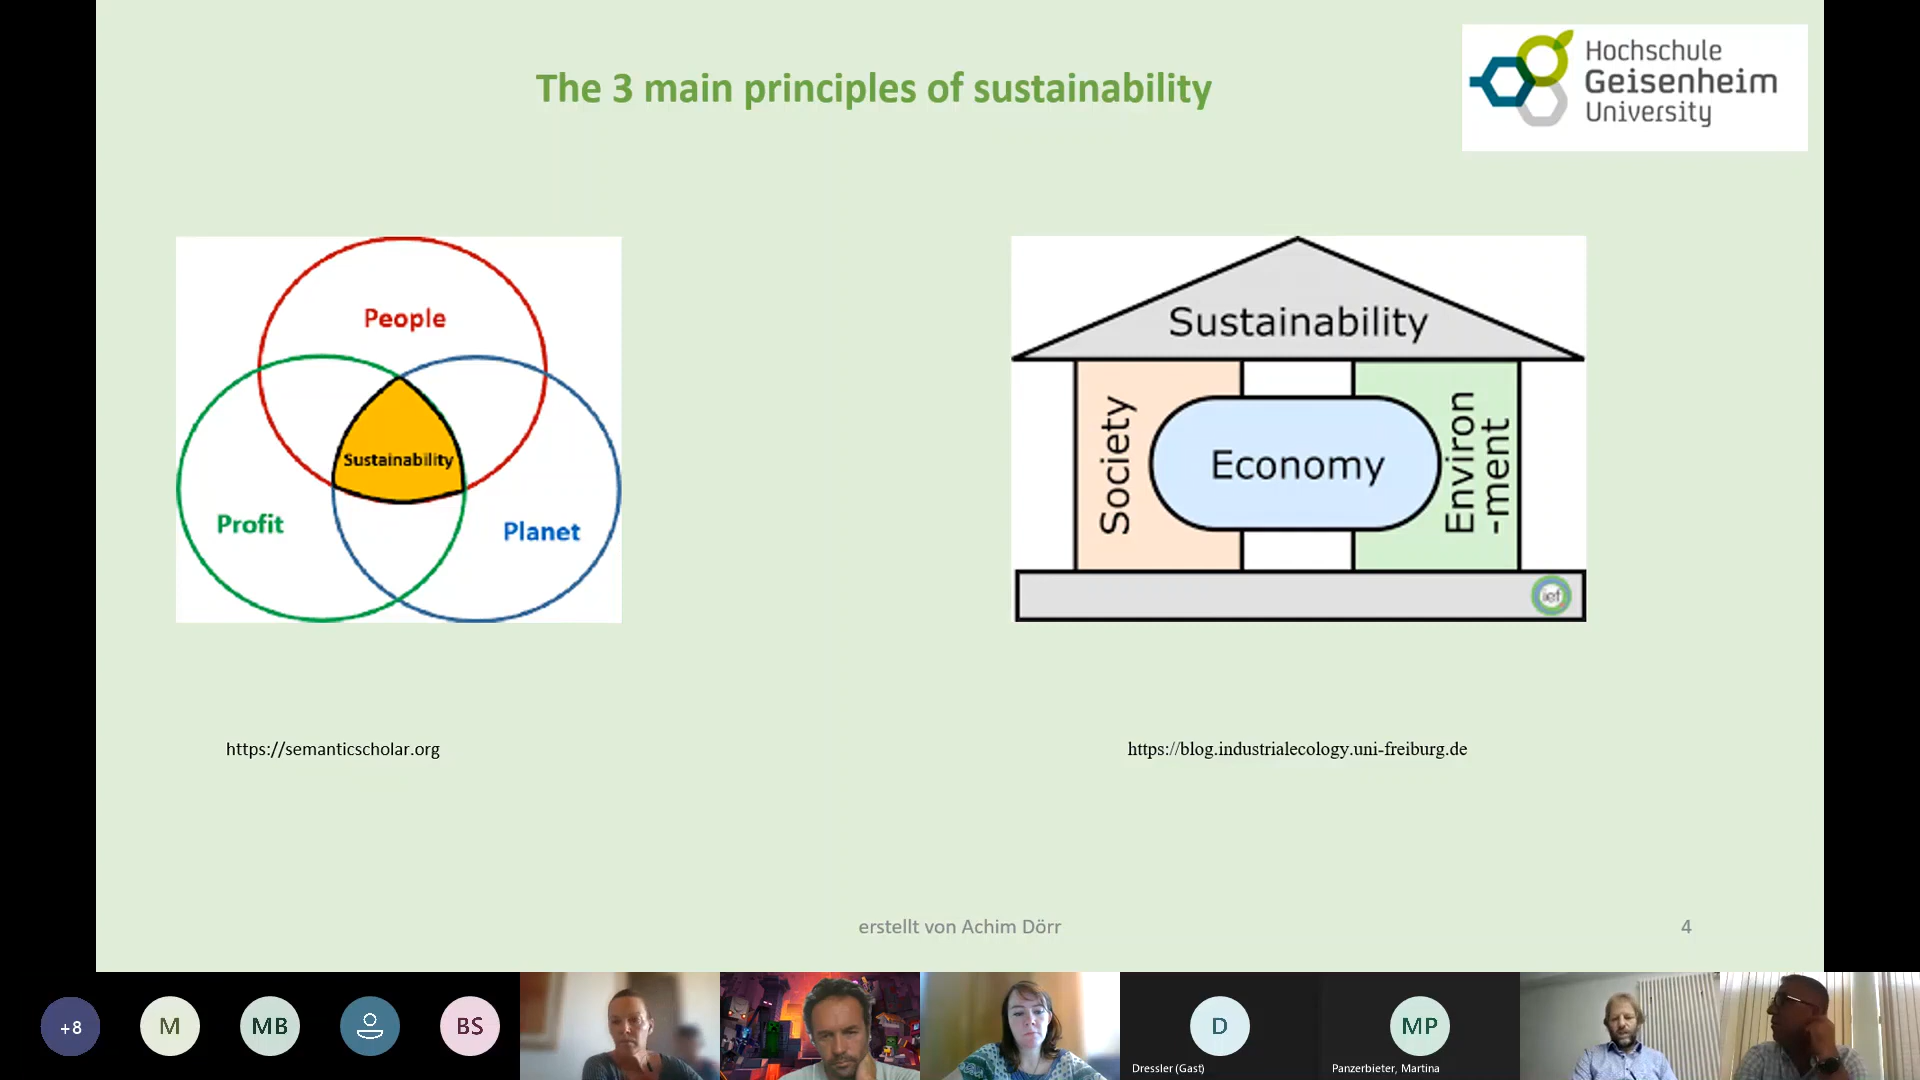 The 3 main principles of sustainability
Hochschule
Geisenheim
University
People
Sustainability
Profit
Planet
Sustainability
Society
Economy
Environ
-ment
ief
https://semanticscholar.org
https://blog.industrialecology.uni-freiburg.de
erstellt von Achim Dörr
4
+8
M
MB
BS
D
MP
Dressler (Gast)
Panzerbieter, Martina